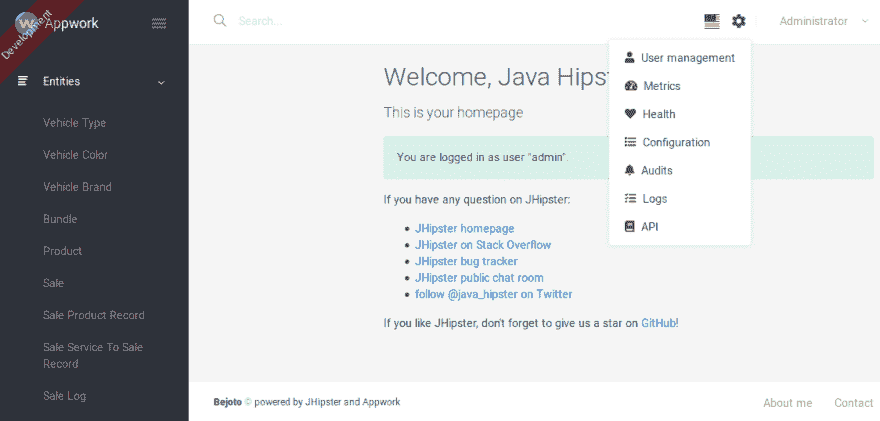 Development
Appwork
Entities
Vehicle Type
Vehicle Color
Vehicle Brand
Bundle
Product
Sale
Sale Product Record
Sale Service To Sale
Record
Sale Log
Search...
Administrator
User management
Metrics
Health
Configuration
Audits
Logs
API
Welcome, Java Hips
This is your homepage
You are logged in as user "admin".
If you have any question on JHipster:
JHipster homepage
JHipster on Stack Overflow
JHipster bug tracker
JHipster public chat room
follow @java_hipster on Twitter
If you like JHipster, don't forget to give us a star on GitHub!
Bejoto © powered by JHipster and Appwork
About me
Contact